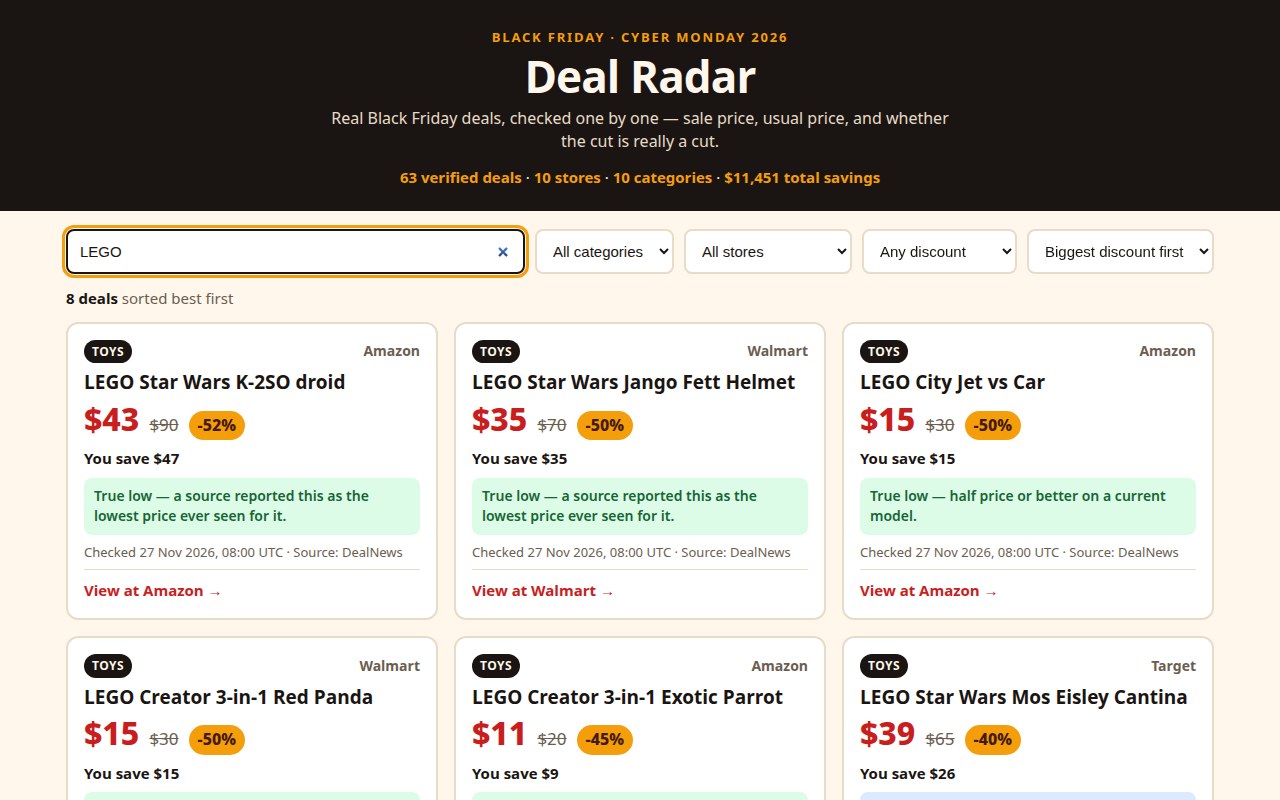 BLACK FRIDAY · CYBER MONDAY 2026
Deal Radar
Real Black Friday deals, checked one by one — sale price, usual price, and whether
the cut is really a cut.
63 verified deals · 10 stores · 10 categories · $11,451 total savings
LEGO ×
All categories
All stores
Any discount
Biggest discount first
8 deals sorted best first
TOYS Amazon
LEGO Star Wars K-2SO droid
$43 $90 -52%
You save $47
True low — a source reported this as the
lowest price ever seen for it.
Checked 27 Nov 2026, 08:00 UTC · Source: DealNews
View at Amazon →
TOYS Walmart
LEGO Star Wars Jango Fett Helmet
$35 $70 -50%
You save $35
True low — a source reported this as the
lowest price ever seen for it.
Checked 27 Nov 2026, 08:00 UTC · Source: DealNews
View at Walmart →
TOYS Amazon
LEGO City Jet vs Car
$15 $30 -50%
You save $15
True low — half price or better on a current
model.
Checked 27 Nov 2026, 08:00 UTC · Source: DealNews
View at Amazon →
TOYS Walmart
LEGO Creator 3-in-1 Red Panda
$15 $30 -50%
You save $15
TOYS Amazon
LEGO Creator 3-in-1 Exotic Parrot
$11 $20 -45%
You save $9
TOYS Target
LEGO Star Wars Mos Eisley Cantina
$39 $65 -40%
You save $26